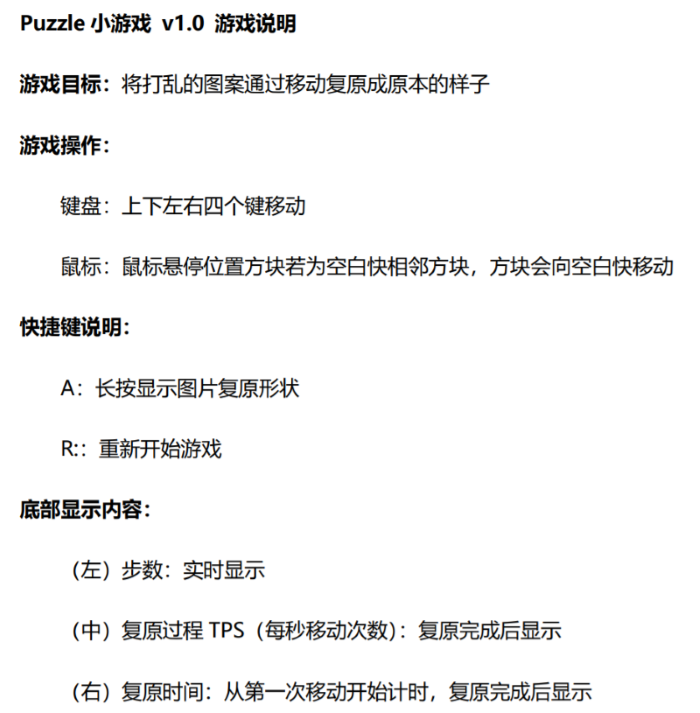 Puzzle 小游戏 v1.0 游戏说明
游戏目标：将打乱的图案通过移动复原成原本的样子
游戏操作：
键盘：上下左右四个键移动
鼠标：鼠标悬停位置方块若为空白快相邻方块，方块会向空白快移动
快捷键说明：
A：长按显示图片复原形状
R:：重新开始游戏
底部显示内容：
（左）步数：实时显示
（中）复原过程 TPS（每秒移动次数）：复原完成后显示
（右）复原时间：从第一次移动开始计时，复原完成后显示